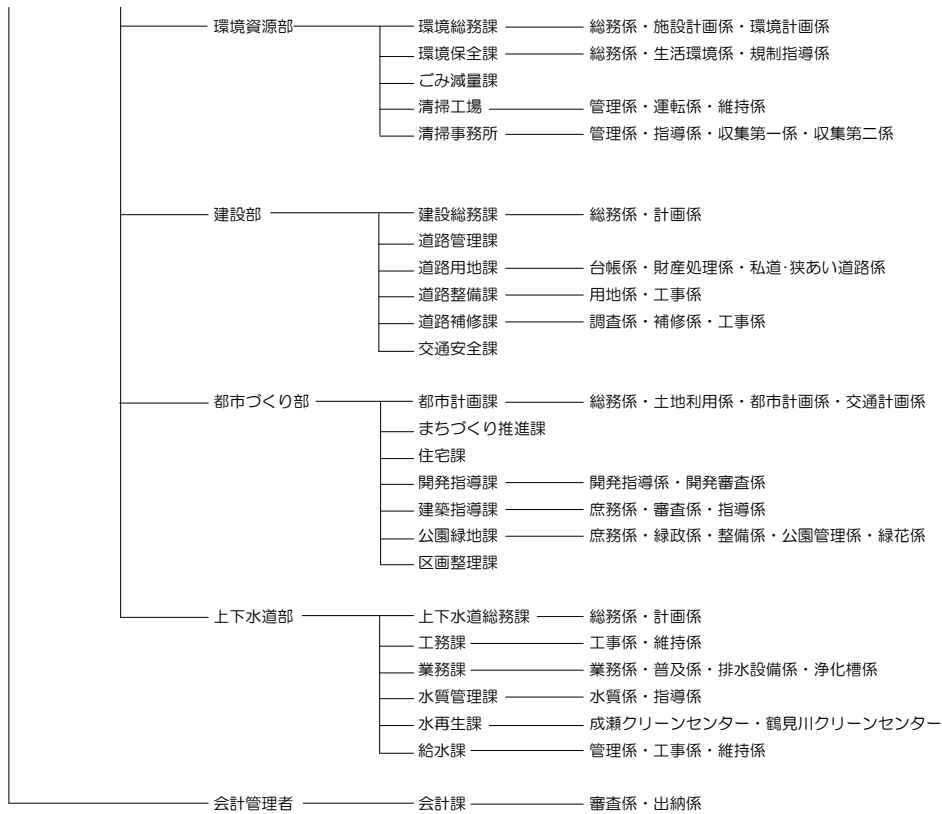 環境資源部 環境総務課 総務係・施設計画係・環境計画係
環境保全課 総務係・生活環境係・規制指導係
ごみ減量課
清掃工場 管理係・運転係・維持係
清掃事務所 管理係・指導係・収集第一係・収集第二係
建設部 建設総務課 総務係・計画係
道路管理課
道路用地課 台帳係・財産処理係・私道・狭あい道路係
道路整備課 用地係・工事係
道路補修課 調査係・補修係・工事係
交通安全課
都市づくり部 都市計画課 総務係・土地利用係・都市計画係・交通計画係
まちづくり推進課
住宅課
開発指導課 開発指導係・開発審査係
建築指導課 庶務係・審査係・指導係
公園緑地課 庶務係・緑政係・整備係・公園管理係・緑花係
区画整理課
上下水道部 上下水道総務課 総務係・計画係
工務課 工事係・維持係
業務課 業務係・普及係・排水設備係・浄化槽係
水質管理課 水質係・指導係
水再生課 成瀬クリーンセンター・鶴見川クリーンセンター
給水課 管理係・工事係・維持係
会計管理者 会計課 審査係・出納係